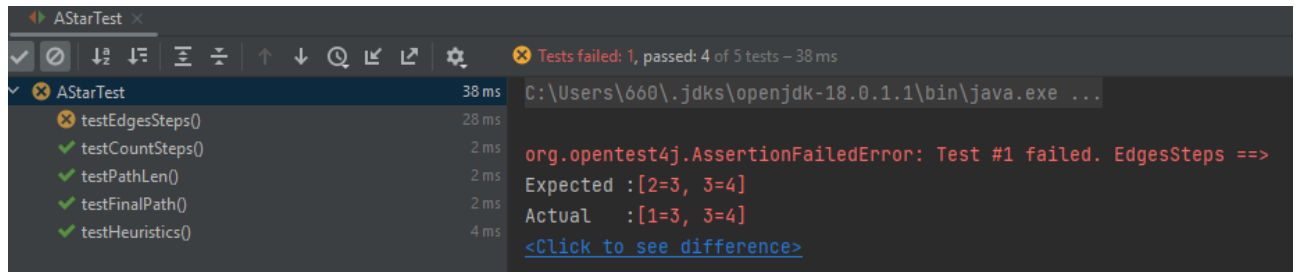 AStarTest
Tests failed: 1, passed: 4 of 5 tests – 38 ms
AStarTest 38 ms
testEdgesSteps() 28 ms
testCountSteps() 2 ms
testPathLen() 2 ms
testFinalPath() 2 ms
testHeuristics() 4 ms
C:\Users\660\.jdks\openjdk-18.0.1.1\bin\java.exe ...
org.opentest4j.AssertionFailedError: Test #1 failed. EdgesSteps ==>
Expected :[2=3, 3=4]
Actual :[1=3, 3=4]
<Click to see difference>